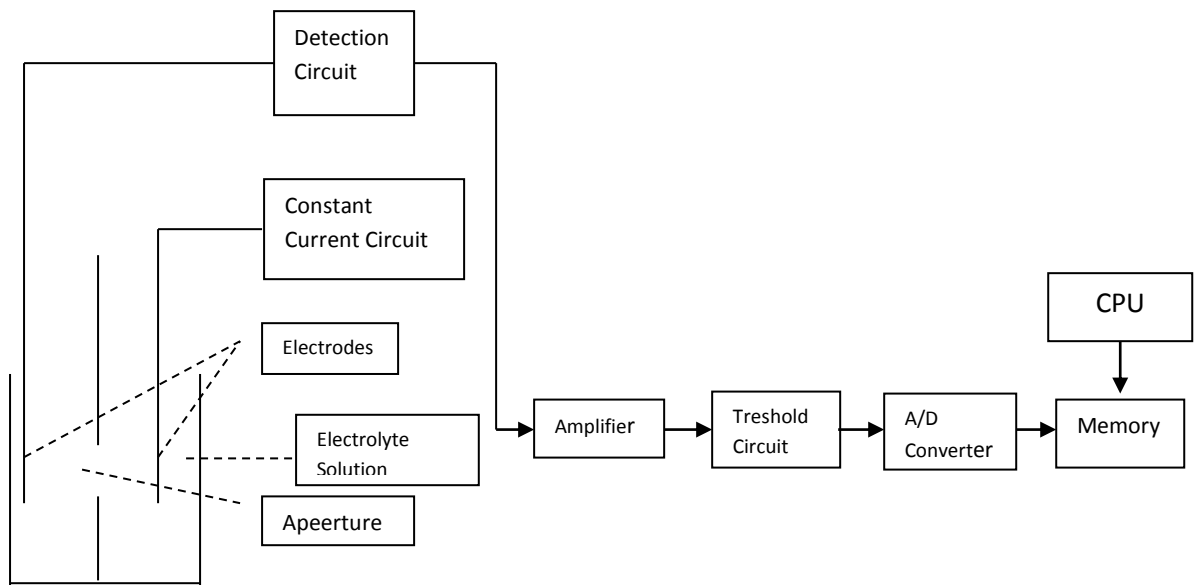 Detection
Circuit
Constant
Current Circuit
CPU
Electrodes
Amplifier
Treshold
Circuit
A/D
Converter
Memory
Electrolyte
Solution
Apeerture